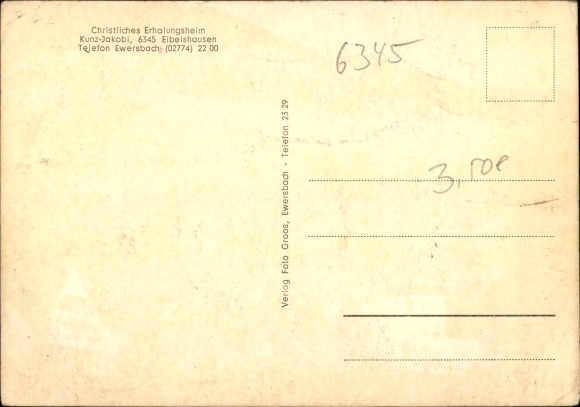 Christliches Erholungsheim
Kunz-Jakobi, 6345 Eibelshausen
Telefon Ewersbach (02774) 22 00
6345
3,50€
Verlag Foto Groos, Ewersbach - Telefon 23 29